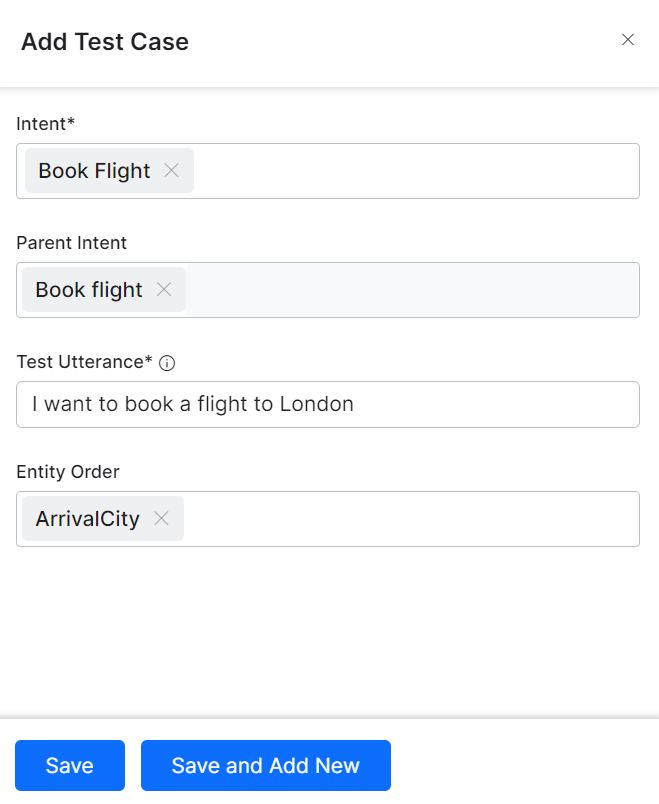 Add Test Case
Intent*
Book Flight
Parent Intent
Book flight
Test Utterance*
I want to book a flight to London
Entity Order
ArrivalCity
Save Save and Add New